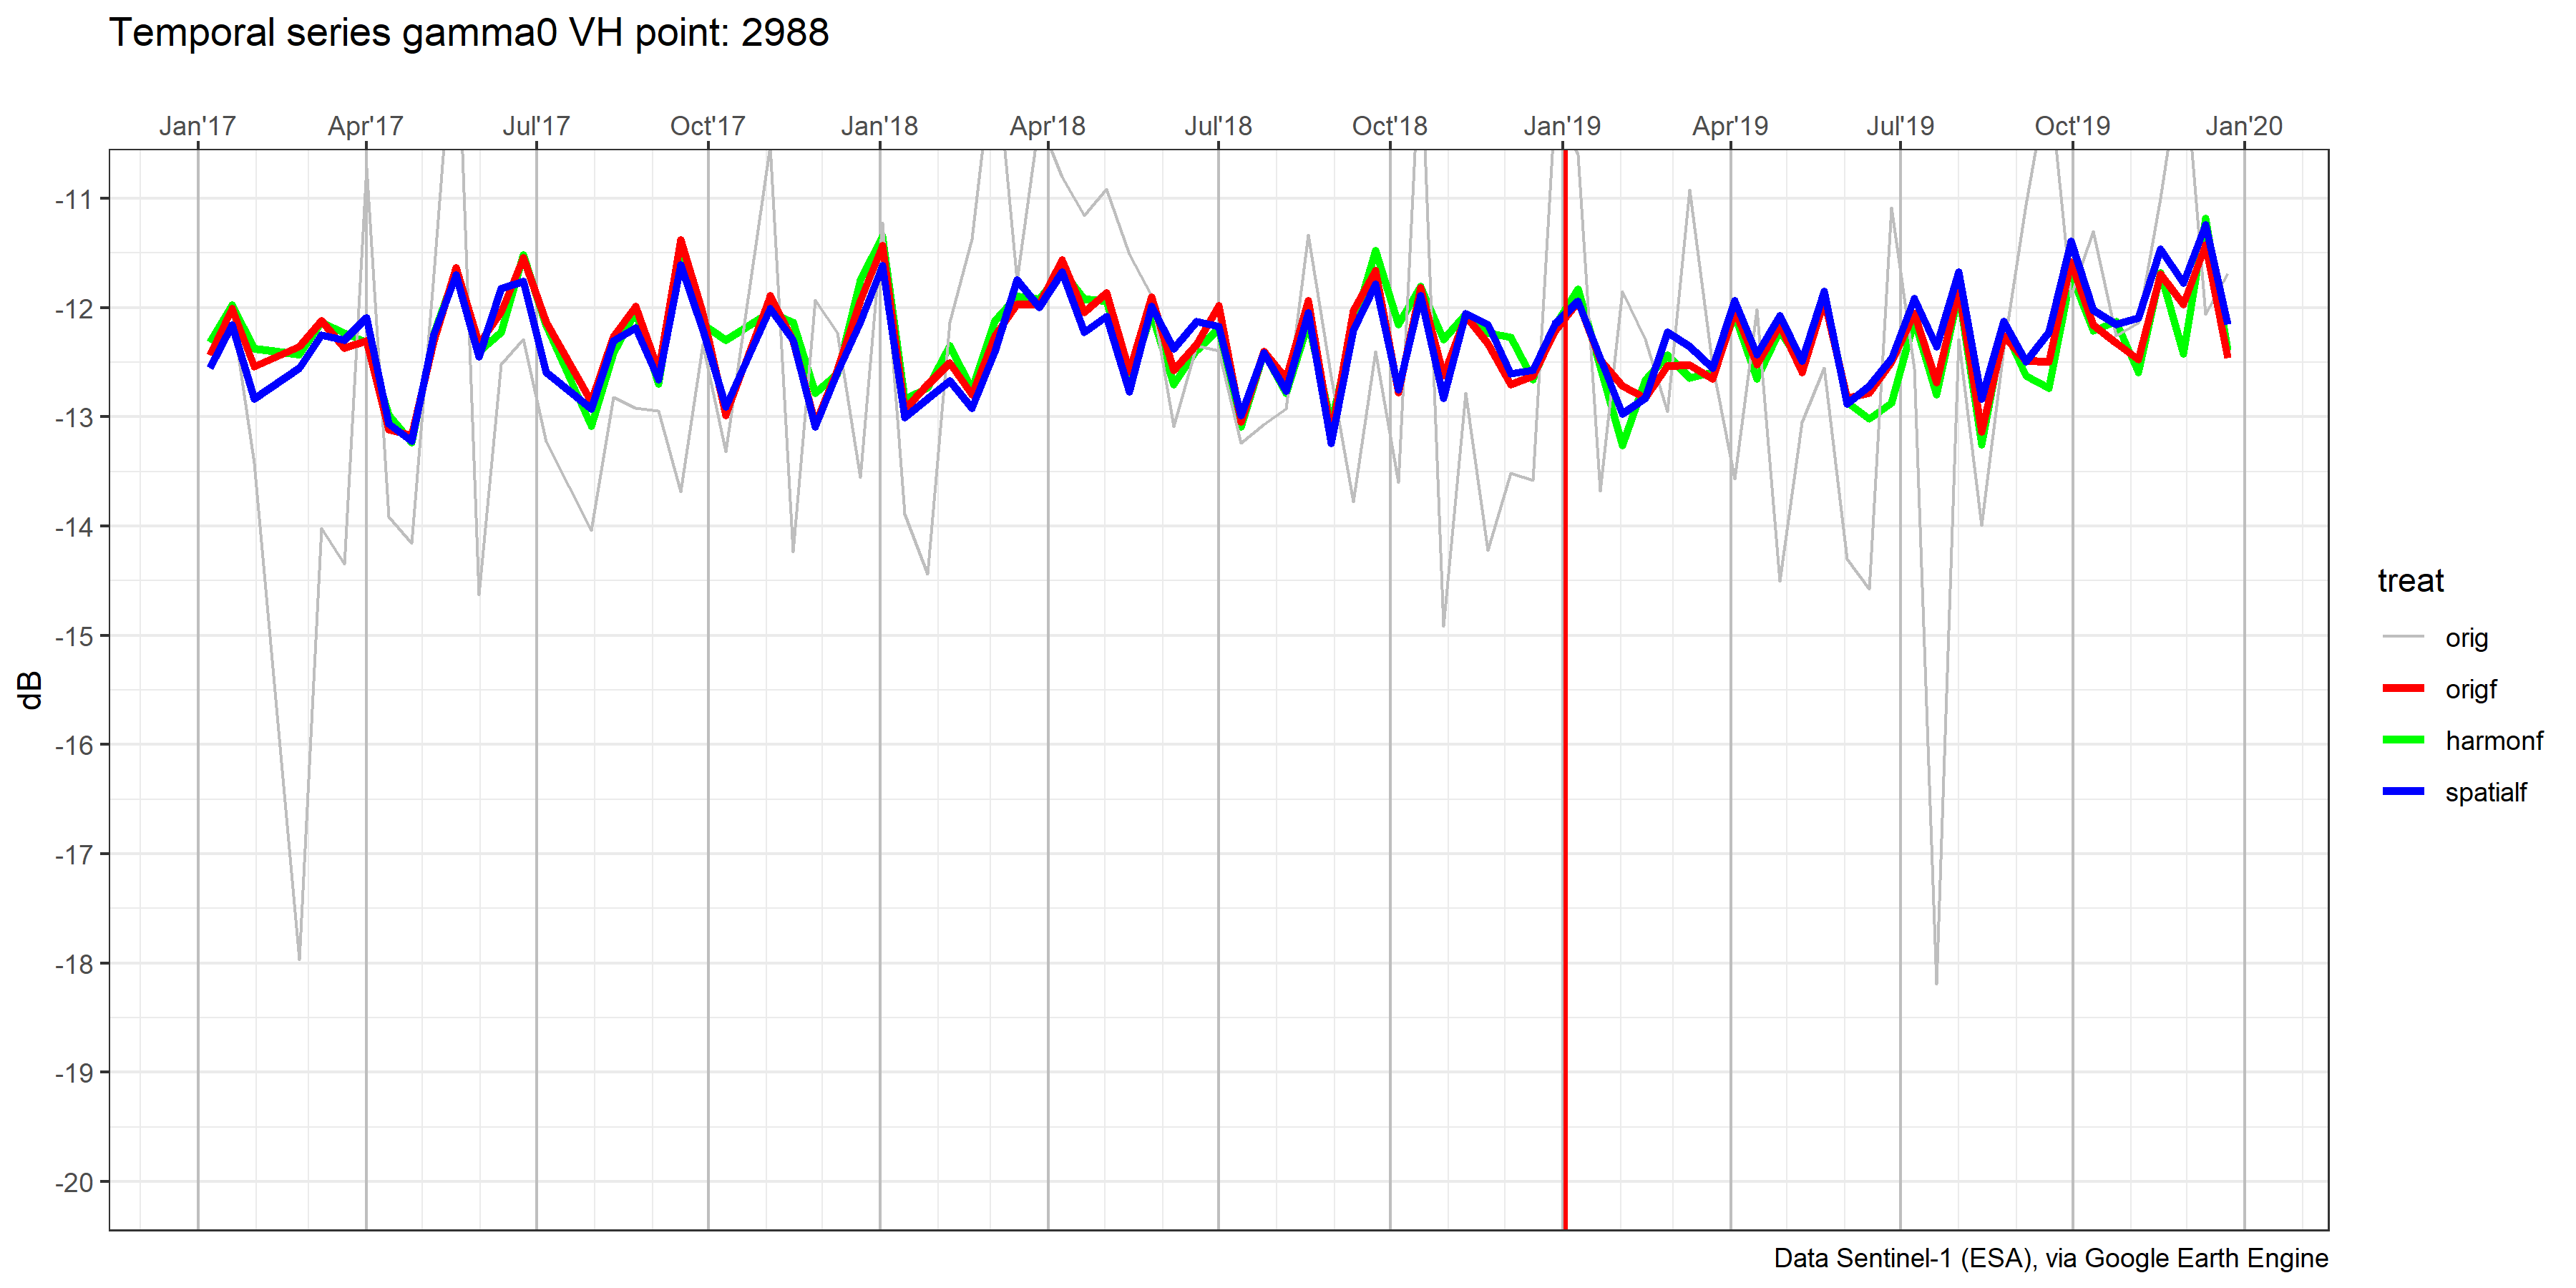 Temporal series gamma0 VH point: 2988
Jan'17 Apr'17 Jul'17 Oct'17 Jan'18 Apr'18 Jul'18 Oct'18 Jan'19 Apr'19 Jul'19 Oct'19 Jan'20
-11
-12
-13
-14
-15
-16
-17
-18
-19
-20
dB
treat
orig
origf
harmonf
spatialf
Data Sentinel-1 (ESA), via Google Earth Engine